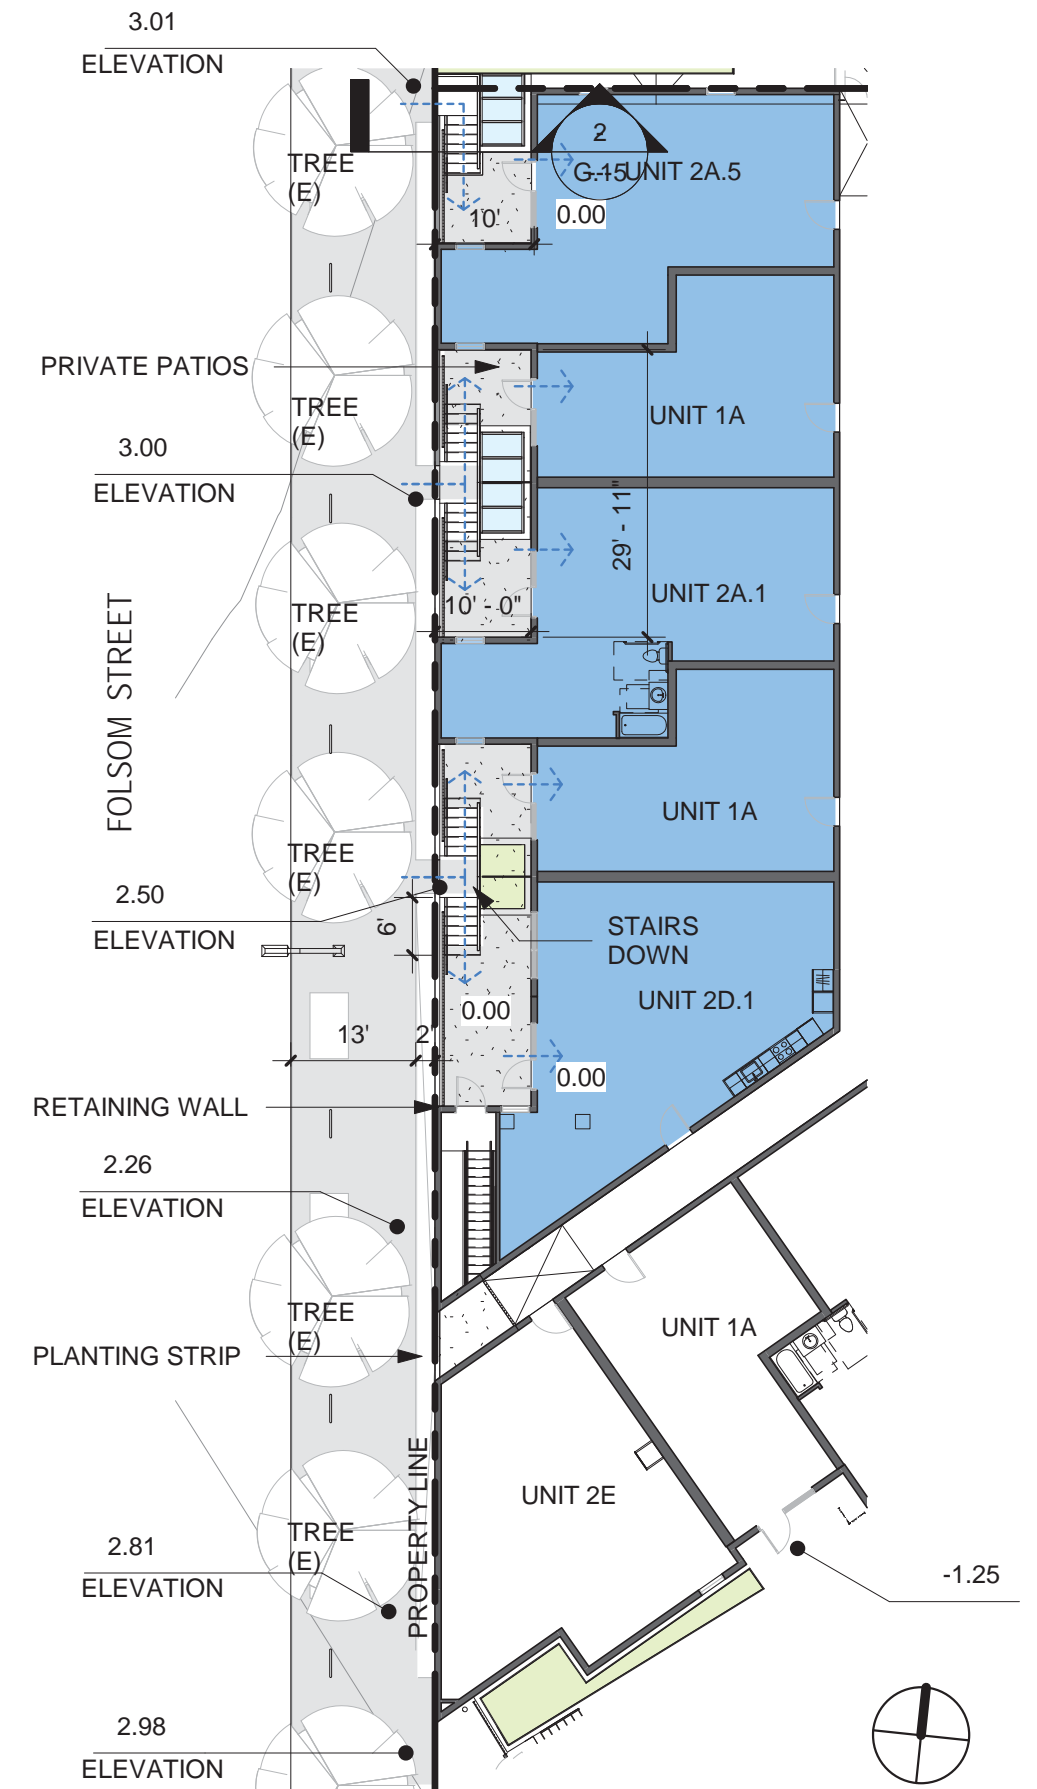 3.01
ELEVATION
TREE
(E)
2
G-15
UNIT 2A.5
0.00
10'
PRIVATE PATIOS
TREE
(E)
UNIT 1A
3.00
ELEVATION
29' - 11"
UNIT 2A.1
10' - 0"
TREE
(E)
FOLSOM STREET
UNIT 1A
TREE
(E)
2.50
ELEVATION
6'
STAIRS
DOWN
UNIT 2D.1
0.00
13'
2'
0.00
RETAINING WALL
2.26
ELEVATION
TREE
(E)
UNIT 1A
PLANTING STRIP
PROPERTY LINE
UNIT 2E
TREE
(E)
2.81
ELEVATION
-1.25
2.98
ELEVATION